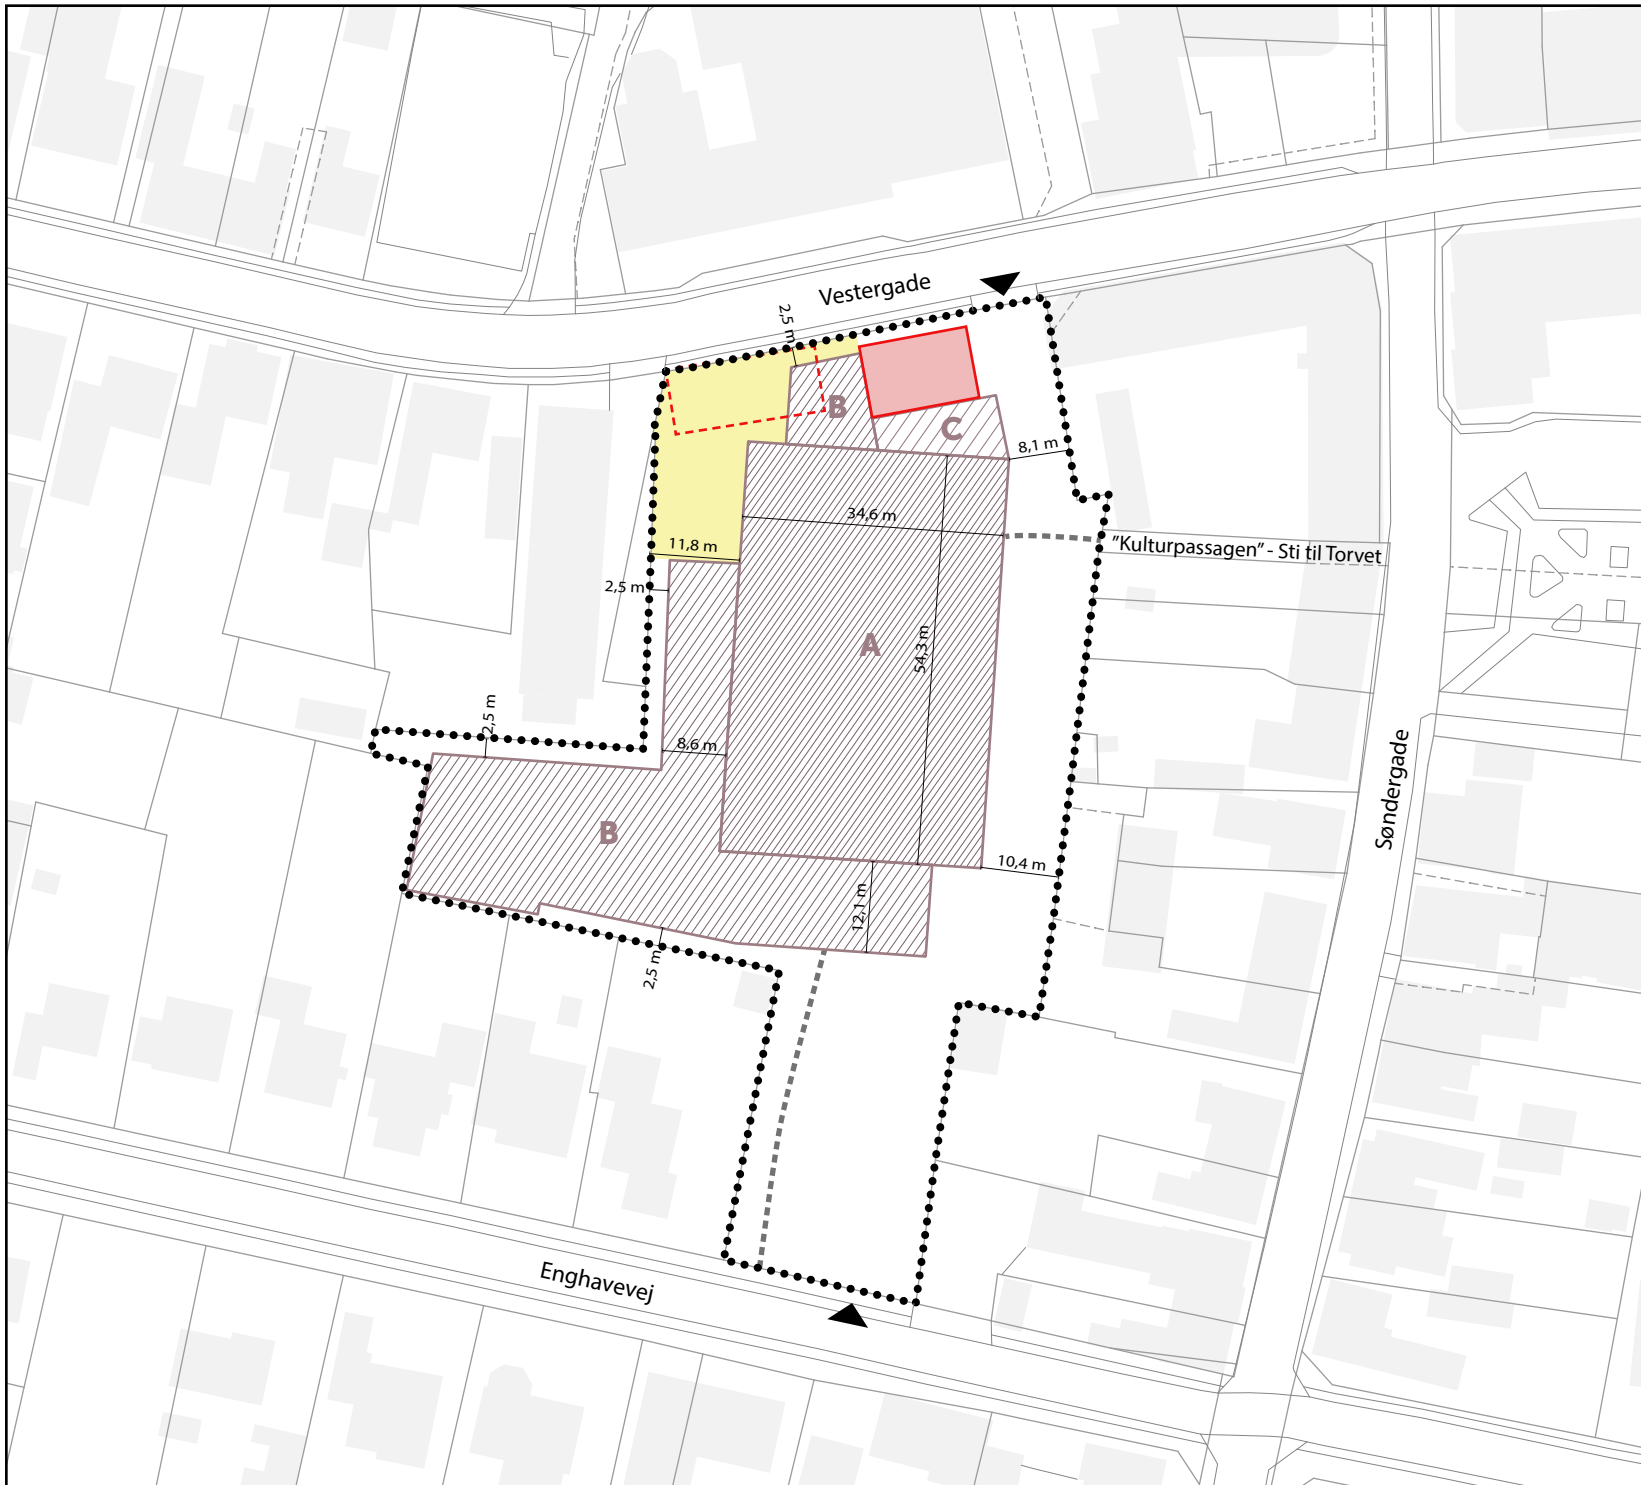 Vestergade
2,5 m
B
C
8,1 m
34,6 m
11,8 m
"Kulturpassagen" - Sti til Torvet
2,5 m
A
54,3 m
2,5 m
8,6 m
Søndergade
B
10,4 m
12,1 m
2,5 m
Enghavevej